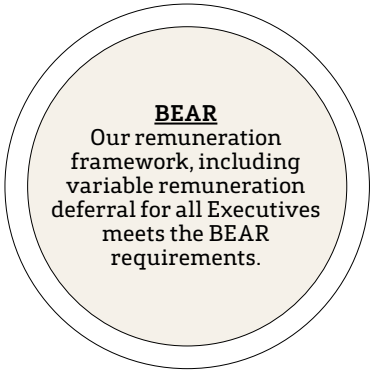 BEAR
Our remuneration
framework, including
variable remuneration
deferral for all Executives
meets the BEAR
requirements.